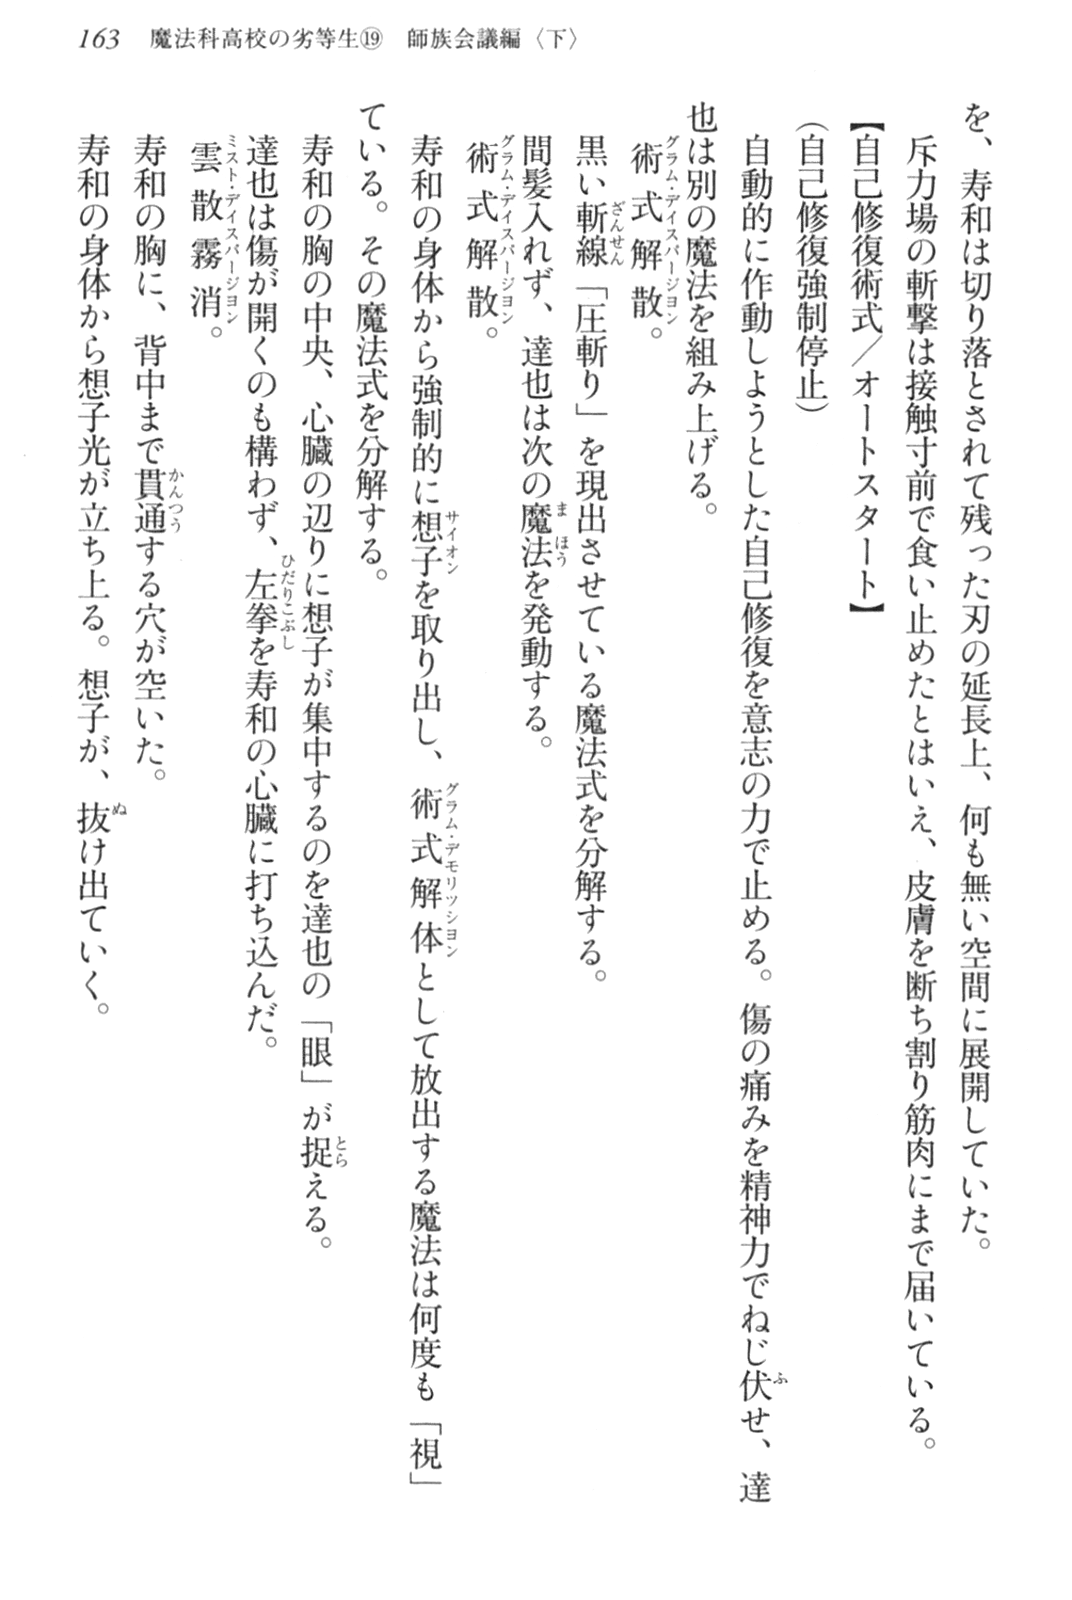 163　魔法科高校の劣等生⑲　師族会議編〈下〉
を、寿和は切り落とされて残った刃の延長上、何も無い空間に展開していた。
斥力場の斬撃は接触寸前で食い止めたとはいえ、皮膚を断ち割り筋肉にまで届いている。
【自己修復術式／オートスタート】
（自己修復強制停止）
自動的に作動しようとした自己修復を意志の力で止める。傷の痛みを精神力でねじ伏せ、達
也は別の魔法を組み上げる。
術式解散。
黒い斬線「圧斬り」を現出させている魔法式を分解する。
間髪入れず、達也は次の魔法を発動する。
術式解散。
寿和の身体から強制的に想子を取り出し、術式解体として放出する魔法は何度も「視」
ている。その魔法式を分解する。
寿和の胸の中央、心臓の辺りに想子が集中するのを達也の「眼」が捉える。
達也は傷が開くのも構わず、左拳を寿和の心臓に打ち込んだ。
雲散霧消。
寿和の胸に、背中まで貫通する穴が空いた。
寿和の身体から想子光が立ち上る。想子が、抜け出ていく。